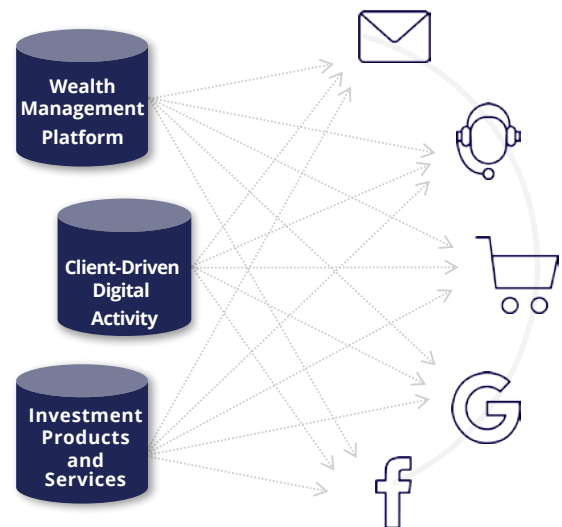 Wealth
Management
Platform
Client-Driven
Digital
Activity
Investment
Products
and
Services